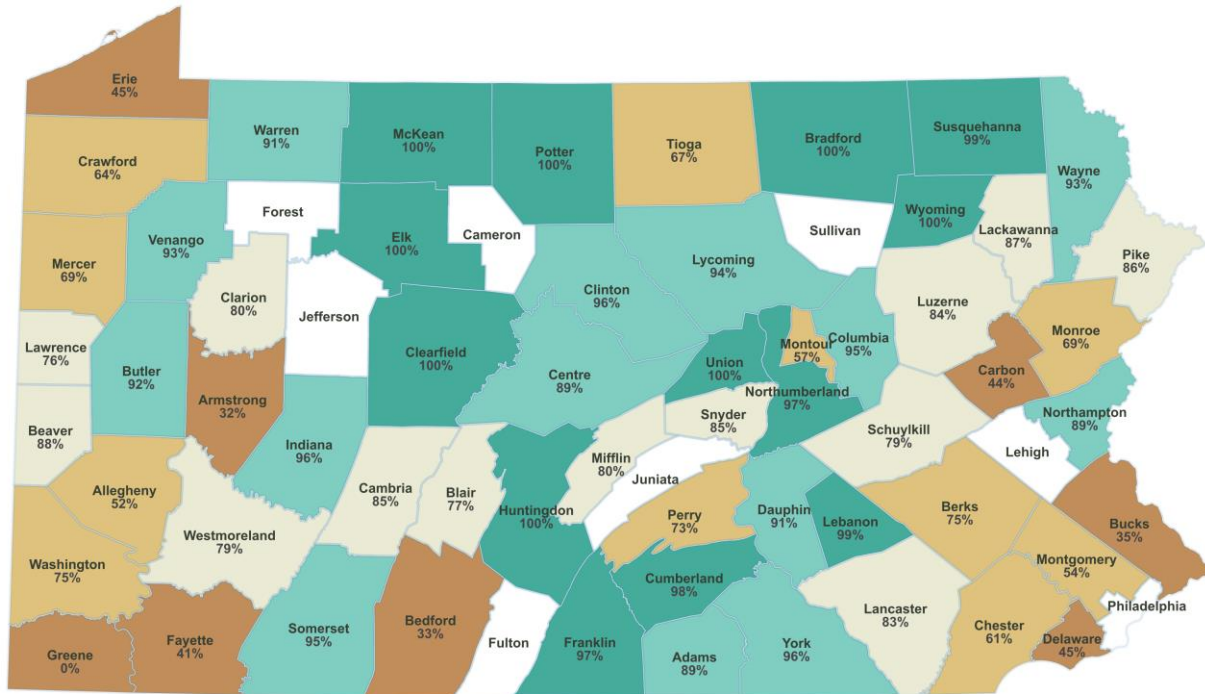 Erie
45%
Warren
91%
McKean
100%
Potter
100%
Tioga
67%
Bradford
100%
Susquehanna
99%
Wayne
93%
Crawford
64%
Forest
Venango
93%
Elk
100%
Cameron
Sullivan
Wyoming
100%
Lackawanna
87%
Pike
86%
Mercer
69%
Clarion
80%
Jefferson
Clinton
96%
Lycoming
94%
Luzerne
84%
Monroe
69%
Lawrence
76%
Butler
92%
Clearfield
100%
Centre
89%
Union
100%
Montour
57%
Columbia
95%
Carbon
44%
Armstrong
32%
Beaver
88%
Indiana
96%
Snyder
85%
Northumberland
97%
Schuylkill
79%
Northampton
89%
Lehigh
Allegheny
52%
Westmoreland
79%
Cambria
85%
Blair
77%
Mifflin
80%
Juniata
Huntingdon
100%
Perry
73%
Dauphin
91%
Lebanon
99%
Berks
75%
Bucks
35%
Washington
75%
Montgomery
54%
Philadelphia
Cumberland
98%
Lancaster
83%
Chester
61%
Delaware
45%
Greene
0%
Fayette
41%
Somerset
95%
Bedford
33%
Fulton
Franklin
97%
Adams
89%
York
96%